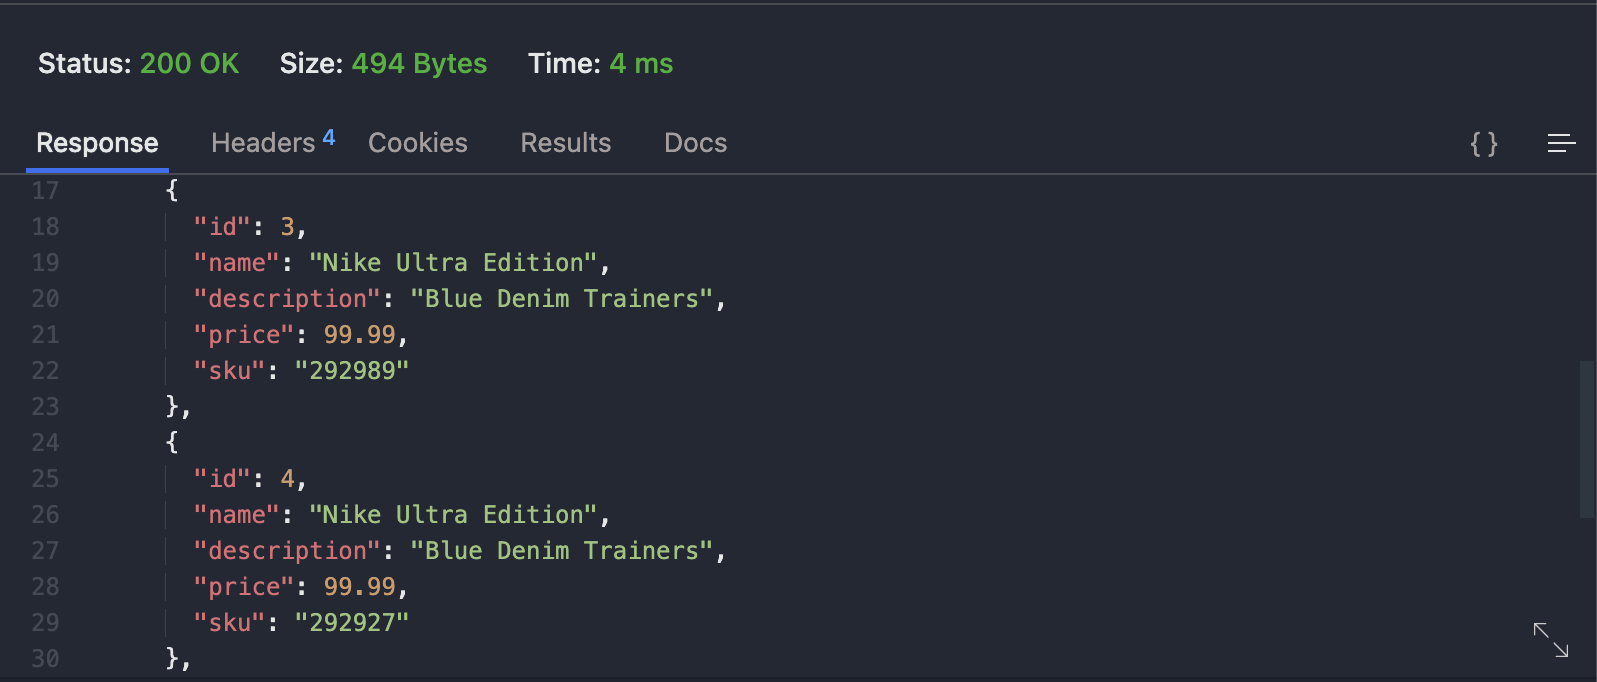 Status: 200 OK Size: 494 Bytes Time: 4 ms
Response Headers 4 Cookies Results Docs { }
17 {
18 "id": 3,
19 "name": "Nike Ultra Edition",
20 "description": "Blue Denim Trainers",
21 "price": 99.99,
22 "sku": "292989"
23 },
24 {
25 "id": 4,
26 "name": "Nike Ultra Edition",
27 "description": "Blue Denim Trainers",
28 "price": 99.99,
29 "sku": "292927"
30 },